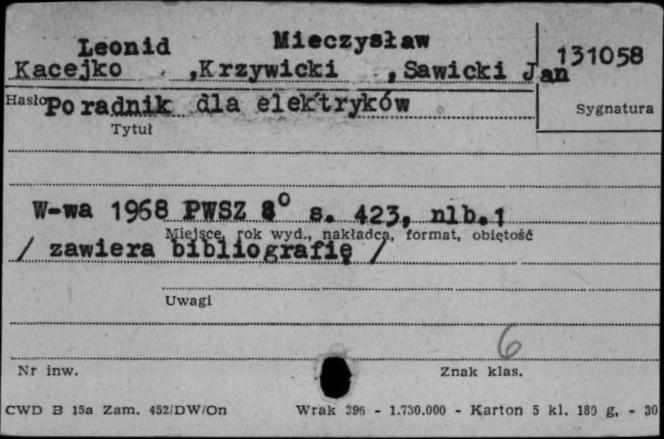 Leonid Mieczysław
Kacejko ,Krzywicki ,Sawicki Jan
131058
Hasło Poradnik dla elektryków
Sygnatura
Tytuł
W-wa 1968 PWSZ 8° s. 423, nlb.1
Miejsce, rok wyd., nakładca, format, objętość
/ zawiera bibliografię /
Uwagi
6
Nr inw. Znak klas.
CWD B 15a Zam. 452/DW/On Wrak 396 - 1.730.000 - Karton 5 kl. 180 g. - 30